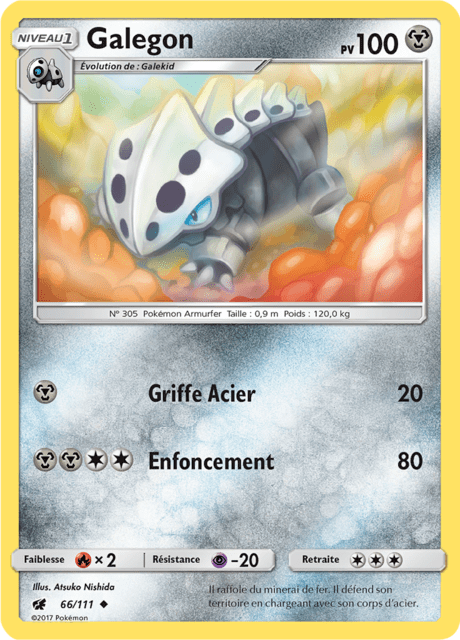 NIVEAU 1
Galegon
PV 100
Évolution de : Galekid
N° 305 Pokémon Armurfer Taille : 0,9 m Poids : 120,0 kg
Griffe Acier 20
Enfoncement 80
Faiblesse × 2 Résistance -20 Retraite
Illus. Atsuko Nishida
66/111
©2017 Pokémon
Il raffole du minerai de fer. Il défend son
territoire en chargeant avec son corps d'acier.